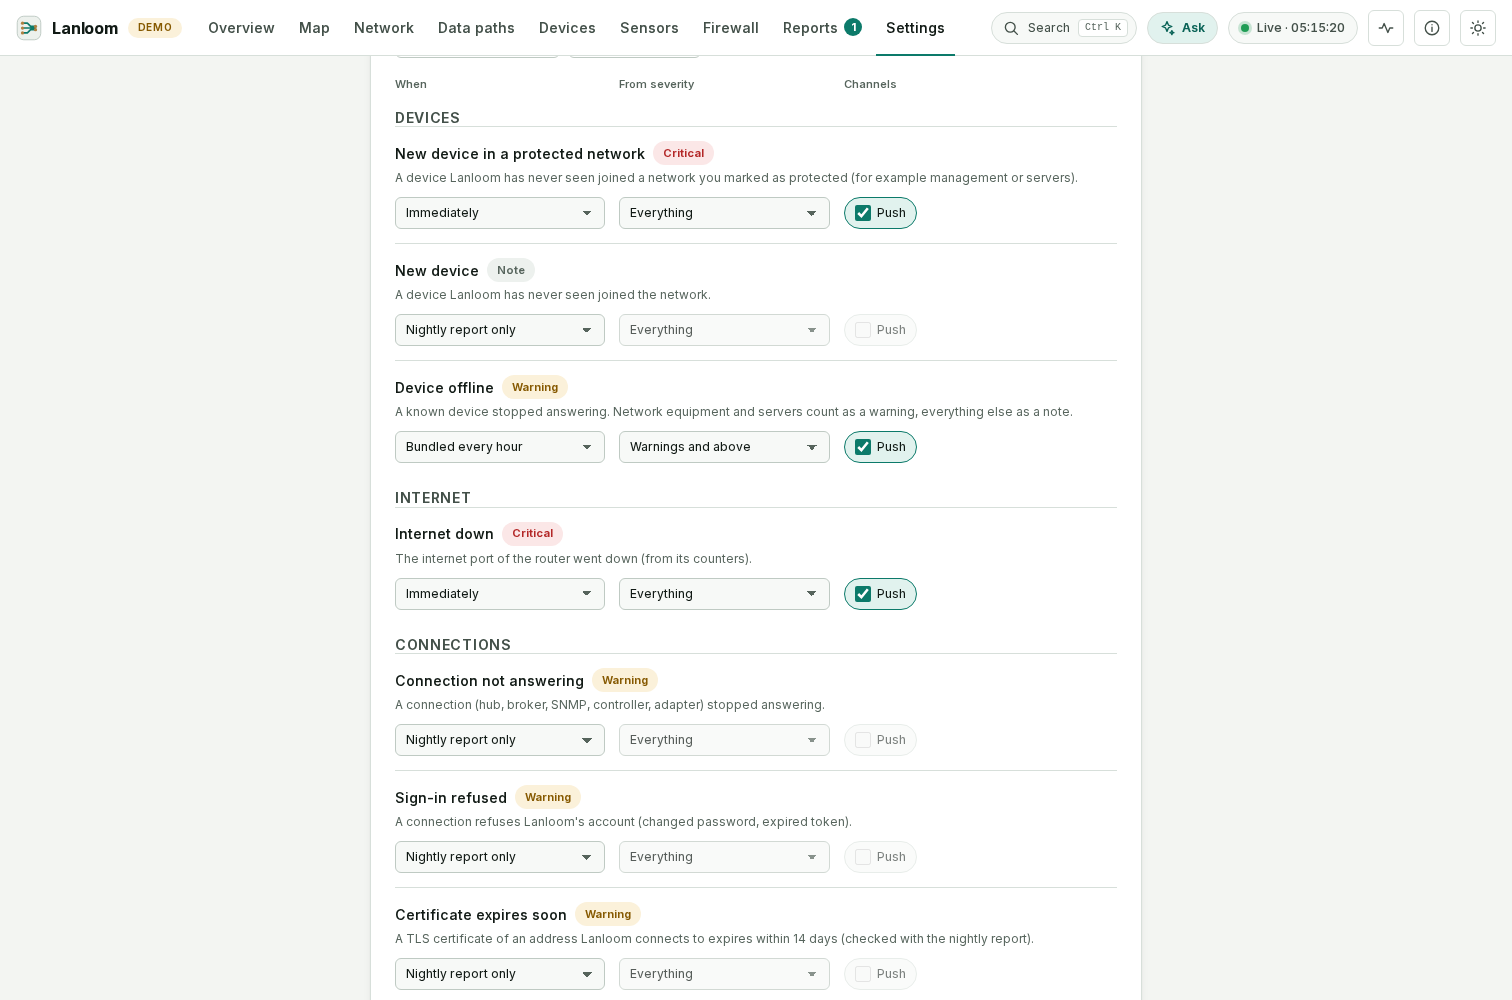 Lanloom DEMO Overview Map Network Data paths Devices Sensors Firewall Reports 1 Settings Search Ctrl K Ask Live · 05:15:20
When From severity Channels
DEVICES
New device in a protected network Critical
A device Lanloom has never seen joined a network you marked as protected (for example management or servers).
Immediately Everything Push
New device Note
A device Lanloom has never seen joined the network.
Nightly report only Everything Push
Device offline Warning
A known device stopped answering. Network equipment and servers count as a warning, everything else as a note.
Bundled every hour Warnings and above Push
INTERNET
Internet down Critical
The internet port of the router went down (from its counters).
Immediately Everything Push
CONNECTIONS
Connection not answering Warning
A connection (hub, broker, SNMP, controller, adapter) stopped answering.
Nightly report only Everything Push
Sign-in refused Warning
A connection refuses Lanloom's account (changed password, expired token).
Nightly report only Everything Push
Certificate expires soon Warning
A TLS certificate of an address Lanloom connects to expires within 14 days (checked with the nightly report).
Nightly report only Everything Push